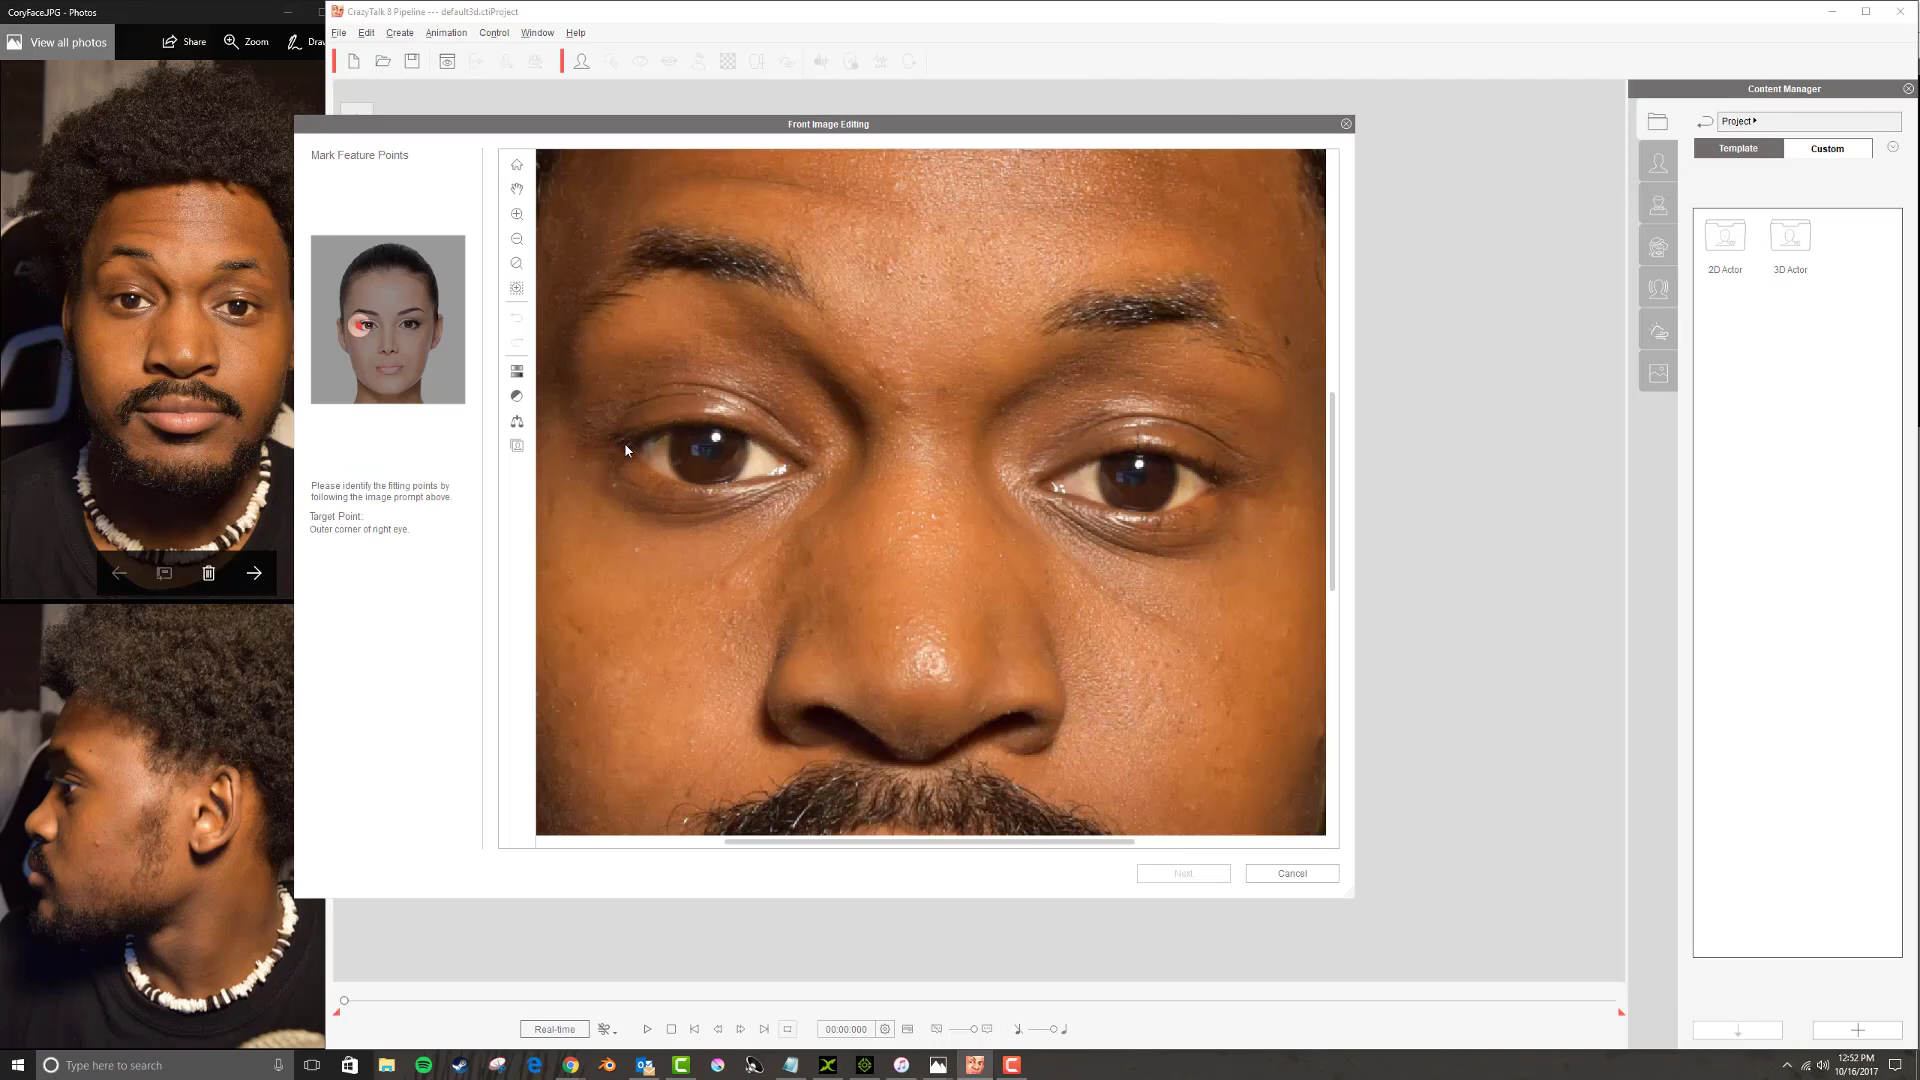 CoryFace.JPG - Photos
View all photos
Share
Zoom
Draw
CrazyTalk 8 Pipeline --- default3d.ctiProject
File Edit Create Animation Control Window Help
Front Image Editing
Mark Feature Points
Please identify the fitting points by
following the image prompt above.
Target Point:
Outer corner of right eye.
Next
Cancel
Content Manager
Project
Template
Custom
2D Actor
3D Actor
Real-time
00:00:000
Type here to search
12:52 PM
10/16/2017